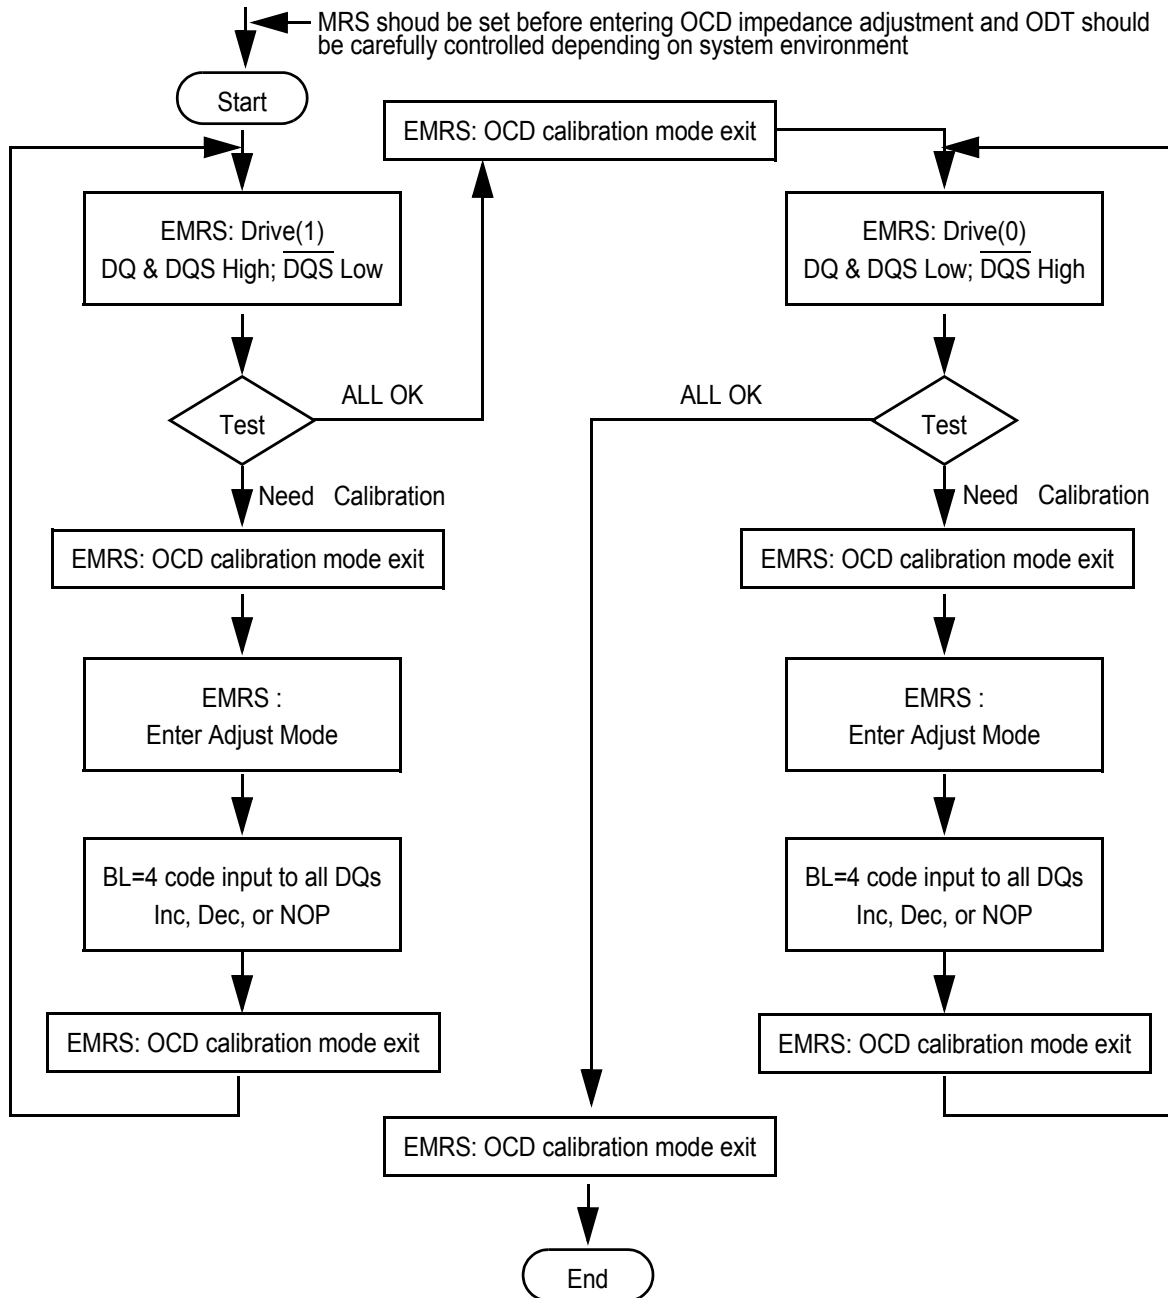 MRS shoud be set before entering OCD impedance adjustment and ODT should
be carefully controlled depending on system environment
Start
EMRS: OCD calibration mode exit
EMRS: Drive(1)
DQ & DQS High; D̅Q̅S̅ Low
EMRS: Drive(0)
DQ & DQS Low; D̅Q̅S̅ High
ALL OK
Test
ALL OK
Test
Need Calibration
Need Calibration
EMRS: OCD calibration mode exit
EMRS: OCD calibration mode exit
EMRS :
Enter Adjust Mode
EMRS :
Enter Adjust Mode
BL=4 code input to all DQs
Inc, Dec, or NOP
BL=4 code input to all DQs
Inc, Dec, or NOP
EMRS: OCD calibration mode exit
EMRS: OCD calibration mode exit
EMRS: OCD calibration mode exit
End